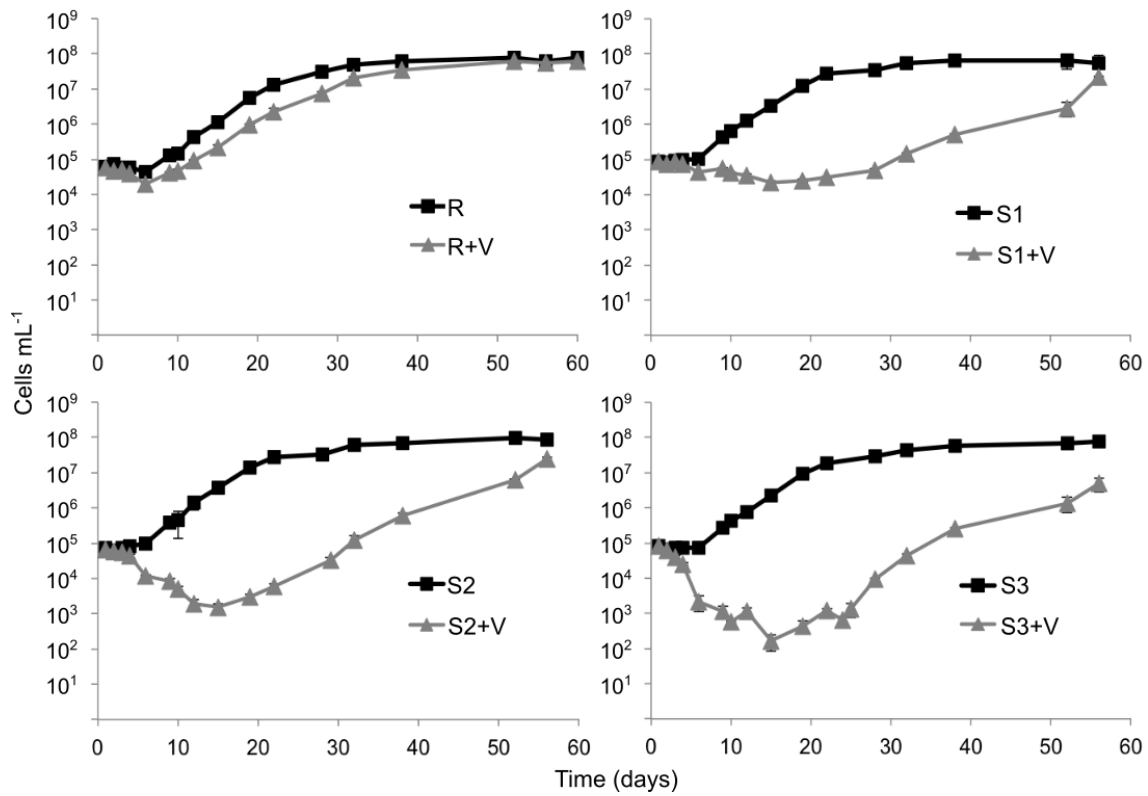 10⁹ 10⁹
10⁸ 10⁸
10⁷ 10⁷
10⁶ 10⁶
10⁵ 10⁵
10⁴ 10⁴
10³ R 10³ S1
10² R+V 10² S1+V
10¹ 10¹
0 10 20 30 40 50 60 0 10 20 30 40 50 60
Cells mL⁻¹
10⁹ 10⁹
10⁸ 10⁸
10⁷ 10⁷
10⁶ 10⁶
10⁵ 10⁵
10⁴ S2 10⁴ S3
10³ S2+V 10³ S3+V
10² 10²
10¹ 10¹
0 10 20 30 40 50 60 0 10 20 30 40 50 60
Time (days)